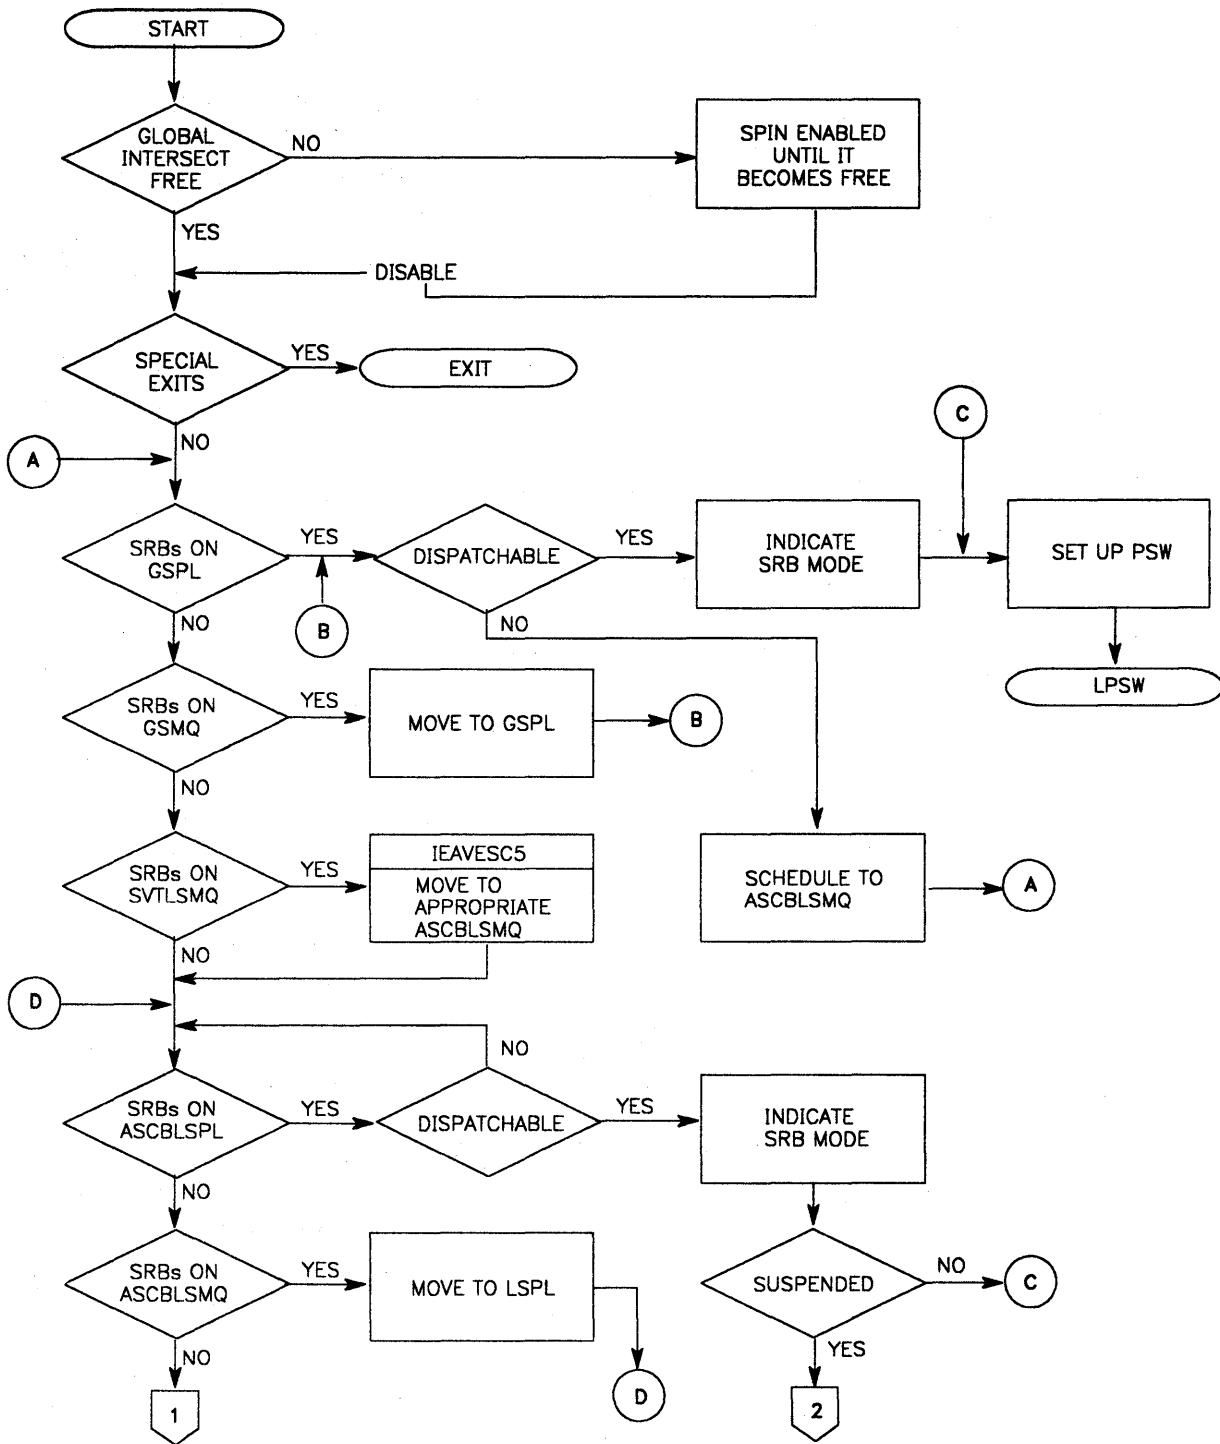 START
GLOBAL
INTERSECT
FREE
NO
SPIN ENABLED
UNTIL IT
BECOMES FREE
YES
DISABLE
SPECIAL
EXITS
YES
EXIT
NO
A
C
SRBs ON
GSPL
YES
B
DISPATCHABLE
YES
INDICATE
SRB MODE
SET UP PSW
LPSW
NO
NO
SRBs ON
GSMQ
YES
MOVE TO GSPL
B
NO
SRBs ON
SVTLSMQ
YES
IEAVESC5
MOVE TO
APPROPRIATE
ASCBLSMQ
SCHEDULE TO
ASCBLSMQ
A
NO
D
NO
SRBs ON
ASCBLSPL
YES
DISPATCHABLE
YES
INDICATE
SRB MODE
NO
SRBs ON
ASCBLSMQ
YES
MOVE TO LSPL
D
SUSPENDED
NO
C
NO
1
YES
2